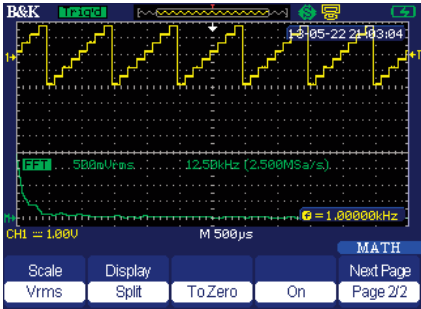 B&K Trig'd
13-05-22 21:03:04
1
T
FFT 500mVrms 12.50kHz (2.500MSa/s)
M
f=1.00000kHz
CH1 1.00V M 500µs
MATH
Scale Display Next Page
Vrms Split To Zero On Page 2/2